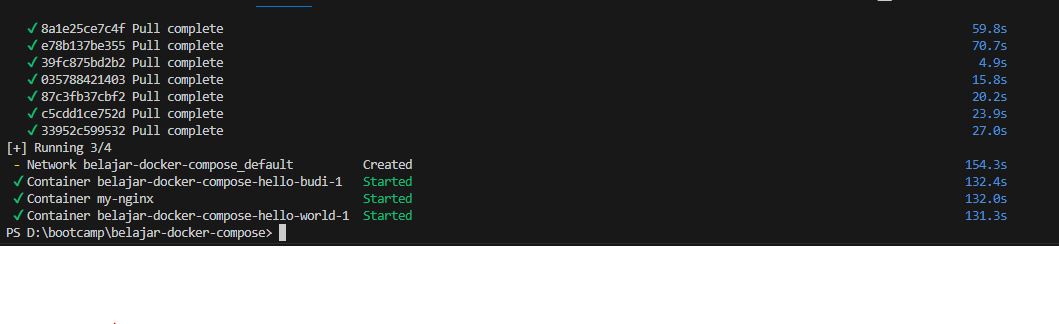 ✔ 8a1e25ce7c4f Pull complete 59.8s
✔ e78b137be355 Pull complete 70.7s
✔ 39fc875bd2b2 Pull complete 4.9s
✔ 035788421403 Pull complete 15.8s
✔ 87c3fb37cbf2 Pull complete 20.2s
✔ c5cdd1ce752d Pull complete 23.9s
✔ 33952c599532 Pull complete 27.0s
[+] Running 3/4
- Network belajar-docker-compose_default Created 154.3s
✔ Container belajar-docker-compose-hello-budi-1 Started 132.4s
✔ Container my-nginx Started 132.0s
✔ Container belajar-docker-compose-hello-world-1 Started 131.3s
PS D:\bootcamp\belajar-docker-compose>